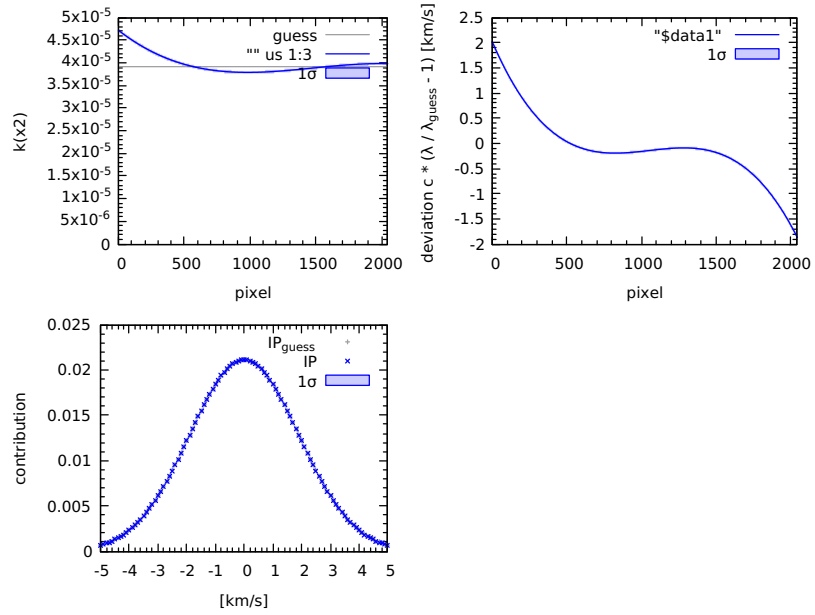 5x10^-5
4.5x10^-5
4x10^-5
3.5x10^-5
3x10^-5
2.5x10^-5
2x10^-5
1.5x10^-5
1x10^-5
5x10^-6
0
k(x2)
guess
"" us 1:3
1σ
0 500 1000 1500 2000
pixel
2.5
2
1.5
1
0.5
0
-0.5
-1
-1.5
-2
deviation c * (λ / λ_guess - 1) [km/s]
"$data1"
1σ
0 500 1000 1500 2000
pixel
0.025
0.02
0.015
0.01
0.005
0
contribution
IP_guess
IP
1σ
-5 -4 -3 -2 -1 0 1 2 3 4 5
[km/s]